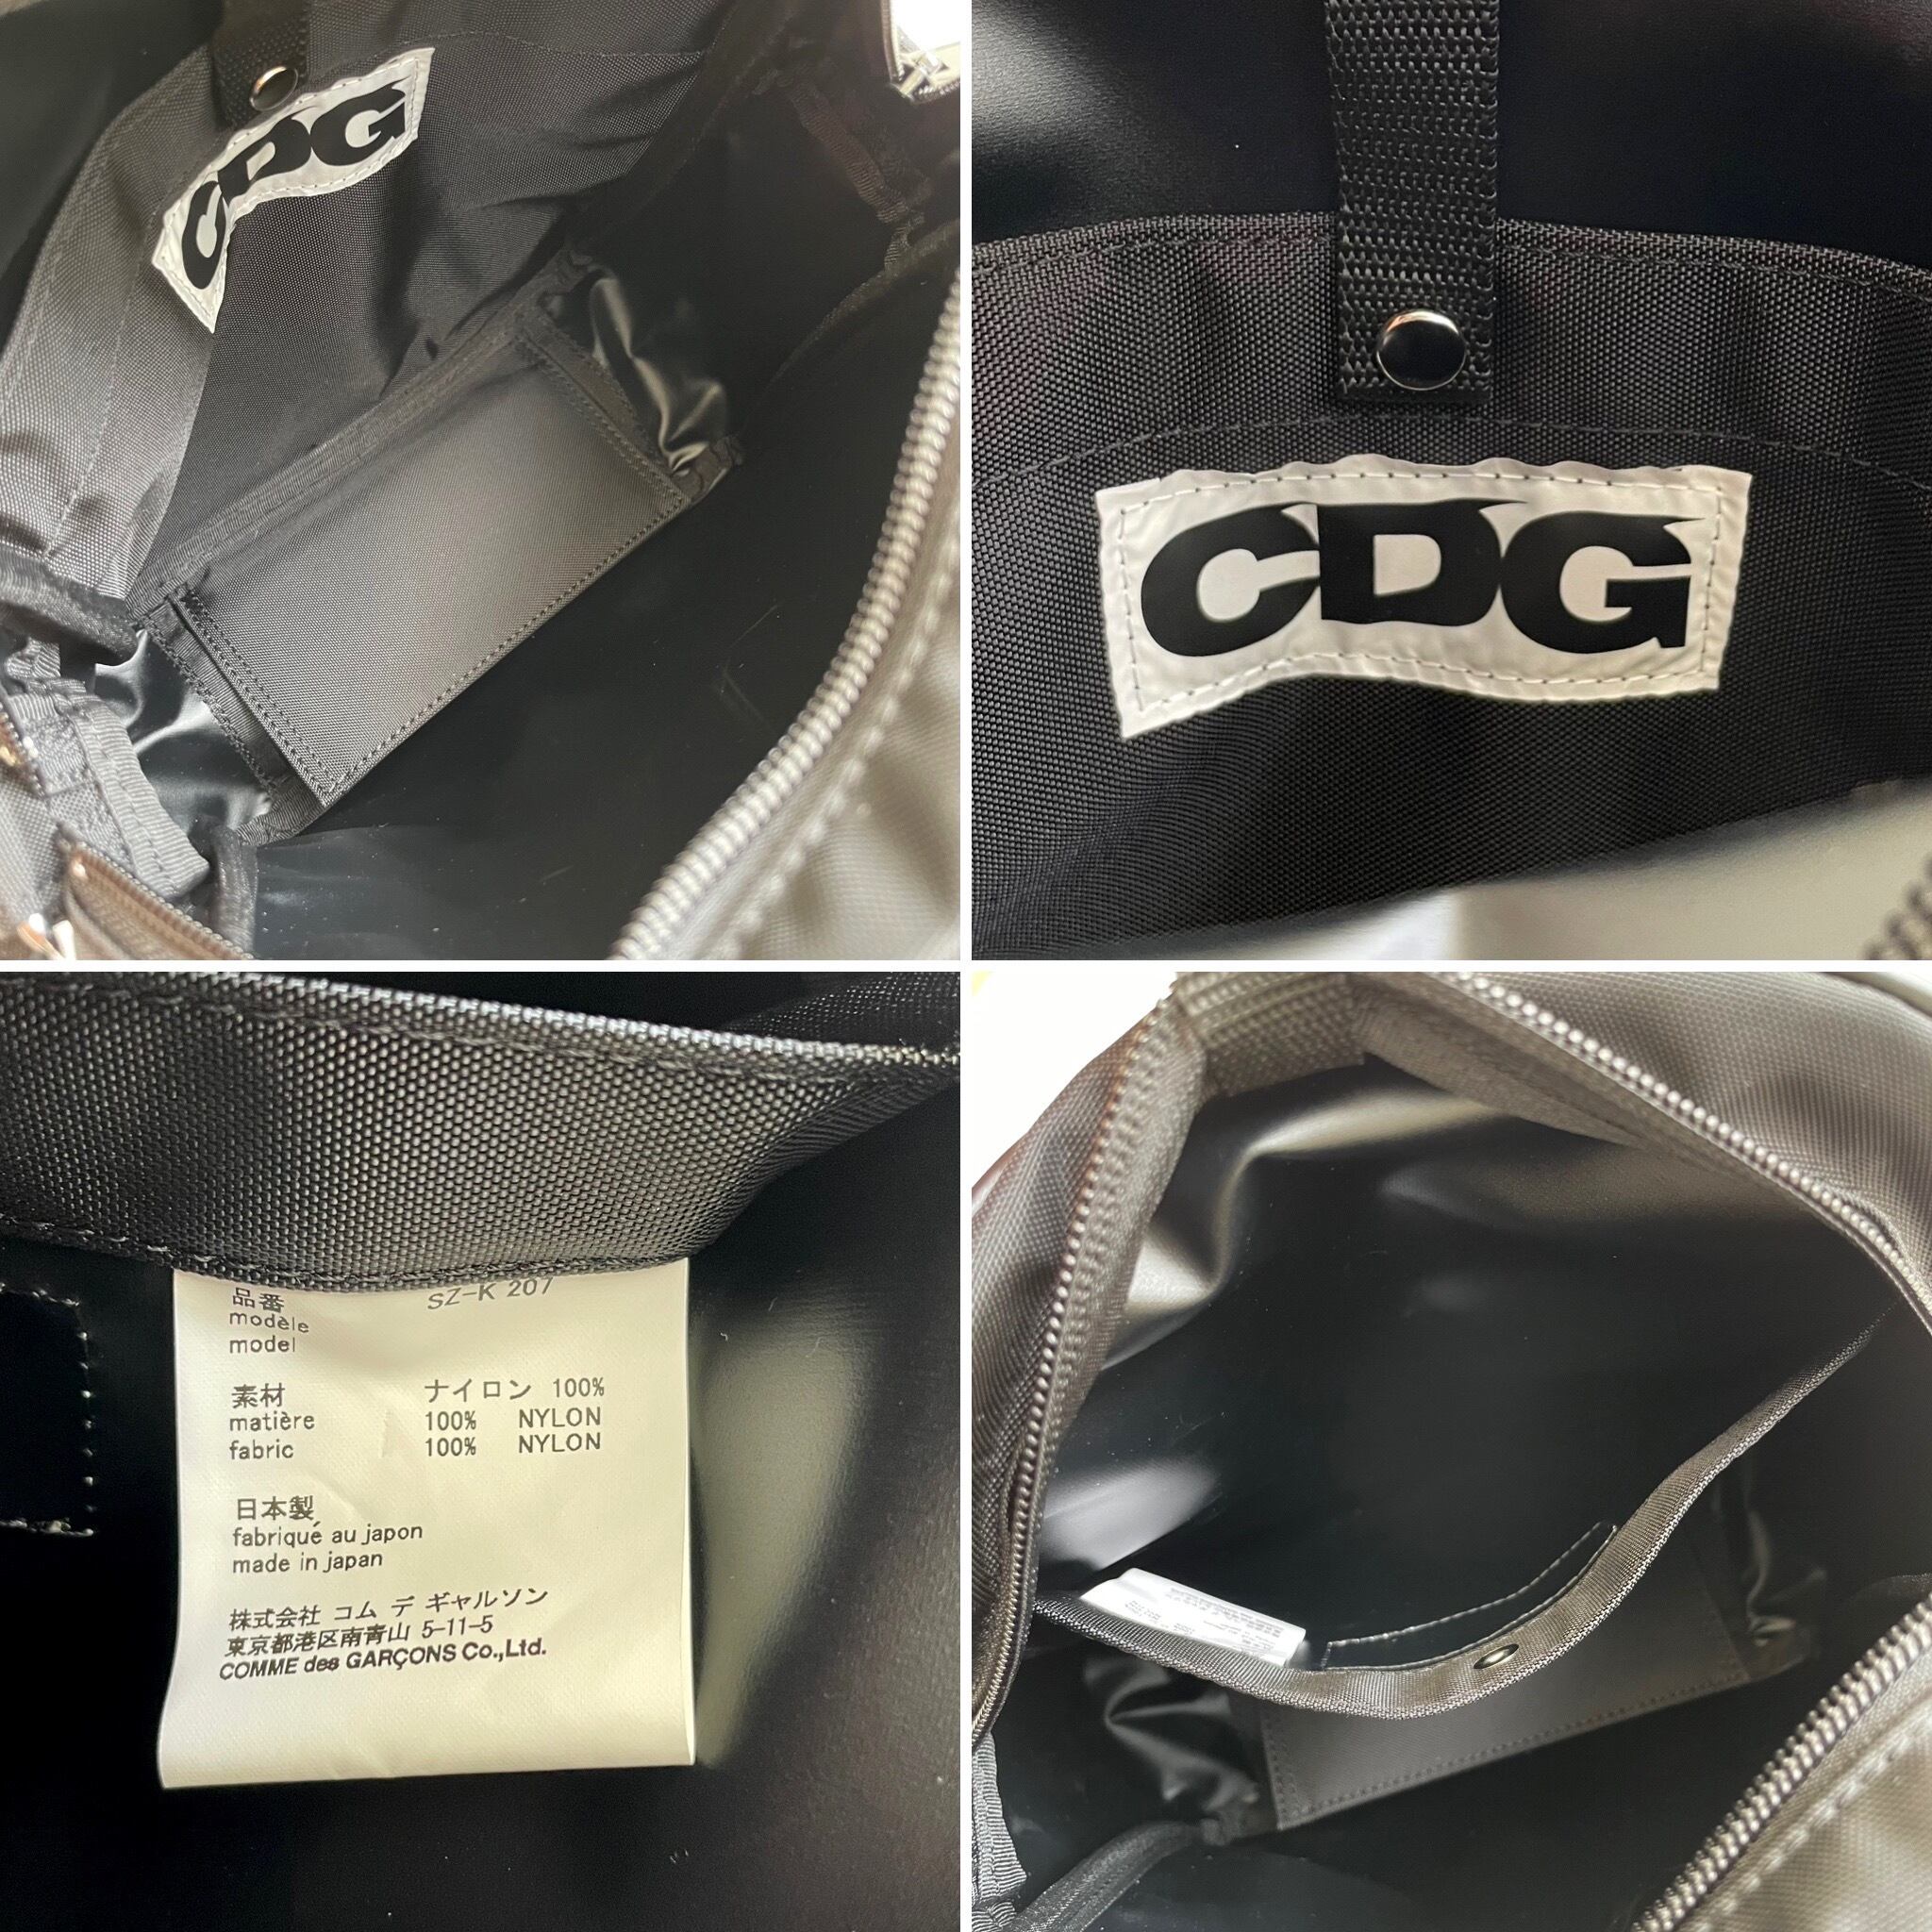 CDG
CDG
SZ-K 207
品番
modèle
model
素材 ナイロン 100%
matière 100% NYLON
fabric 100% NYLON
日本製
fabriqué au japon
made in japan
株式会社 コム デ ギャルソン
東京都港区南青山 5-11-5
COMME des GARÇONS Co.,Ltd.